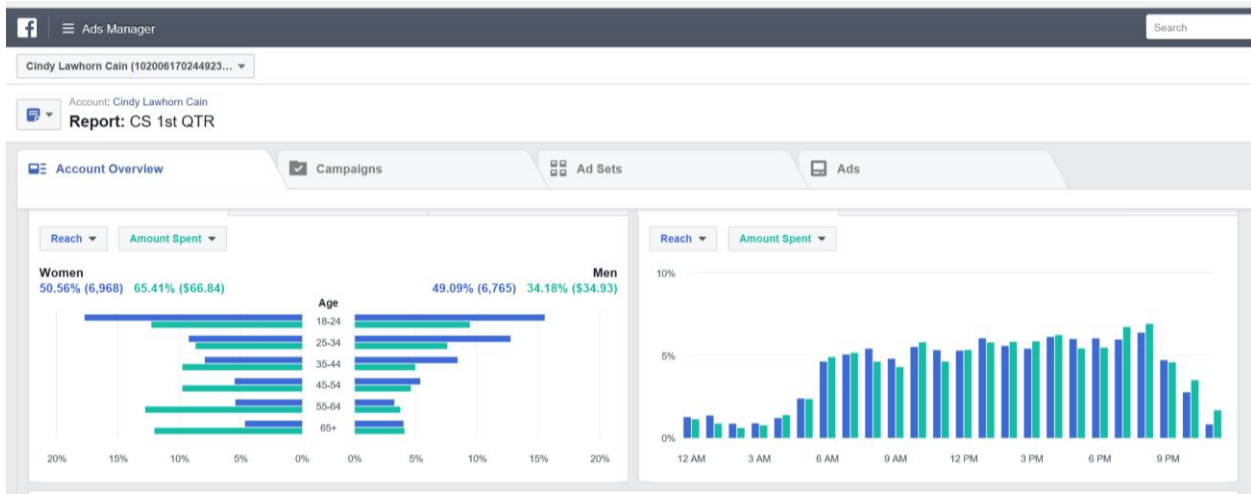 f Ads Manager Search
Cindy Lawhorn Cain (102006170244923...
Account: Cindy Lawhorn Cain
Report: CS 1st QTR
Account Overview Campaigns Ad Sets Ads
Reach Amount Spent
Women Men
50.56% (6,968) 65.41% ($66.84) 49.09% (6,765) 34.18% ($34.93)
Age
18-24
25-34
35-44
45-54
55-64
65+
20% 15% 10% 5% 0% 0% 5% 10% 15% 20%
Reach Amount Spent
10%
5%
0%
12 AM 3 AM 6 AM 9 AM 12 PM 3 PM 6 PM 9 PM